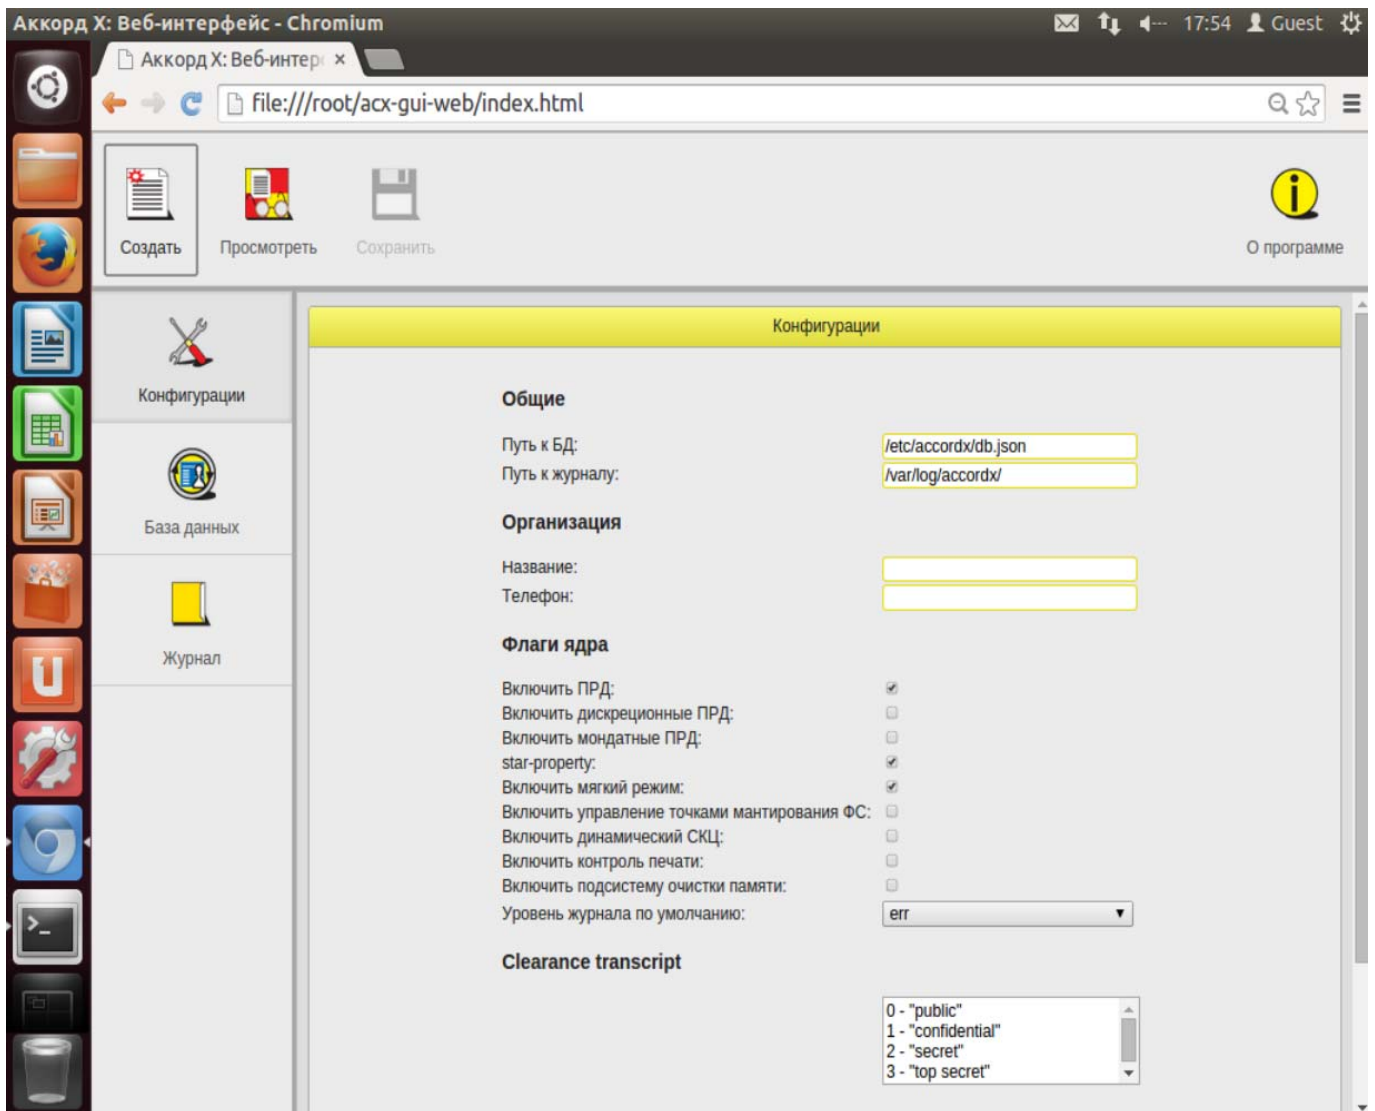 Аккорд X: Веб-интерфейс - Chromium
17:54 Guest
Аккорд X: Веб-интер
file:///root/acx-gui-web/index.html
Создать
Просмотреть
Сохранить
О программе
Конфигурации
База данных
Журнал
Конфигурации
Общие
Путь к БД: /etc/accordx/db.json
Путь к журналу: /var/log/accordx/
Организация
Название:
Телефон:
Флаги ядра
Включить ПРД:
Включить дискреционные ПРД:
Включить мондатные ПРД:
star-property:
Включить мягкий режим:
Включить управление точками мантирования ФС:
Включить динамический СКЦ:
Включить контроль печати:
Включить подсистему очистки памяти:
Уровень журнала по умолчанию: err
Clearance transcript
0 - "public"
1 - "confidential"
2 - "secret"
3 - "top secret"